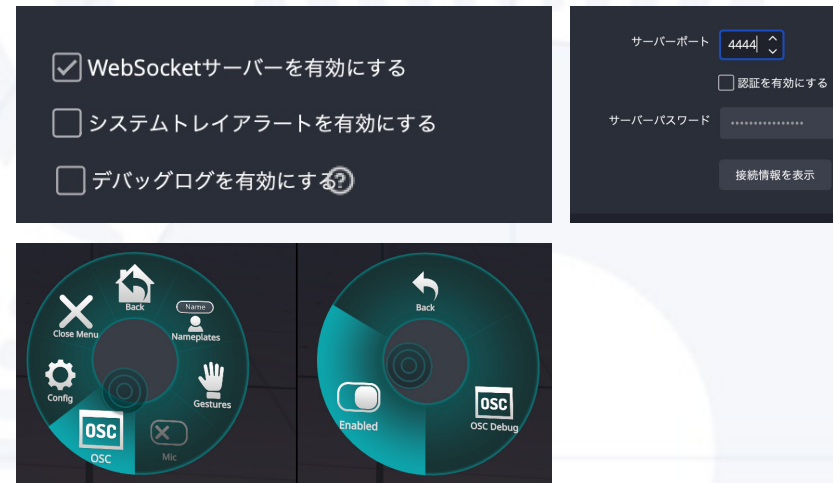 WebSocketサーバーを有効にする
システムトレイアラートを有効にする
デバッグログを有効にする?
サーバーポート 4444
認証を有効にする
サーバーパスワード ••••••••••••••••
接続情報を表示
Back
Name
Nameplates
Close Menu
Config
Gestures
OSC
OSC
Mic
Back
Enabled
OSC
OSC Debug